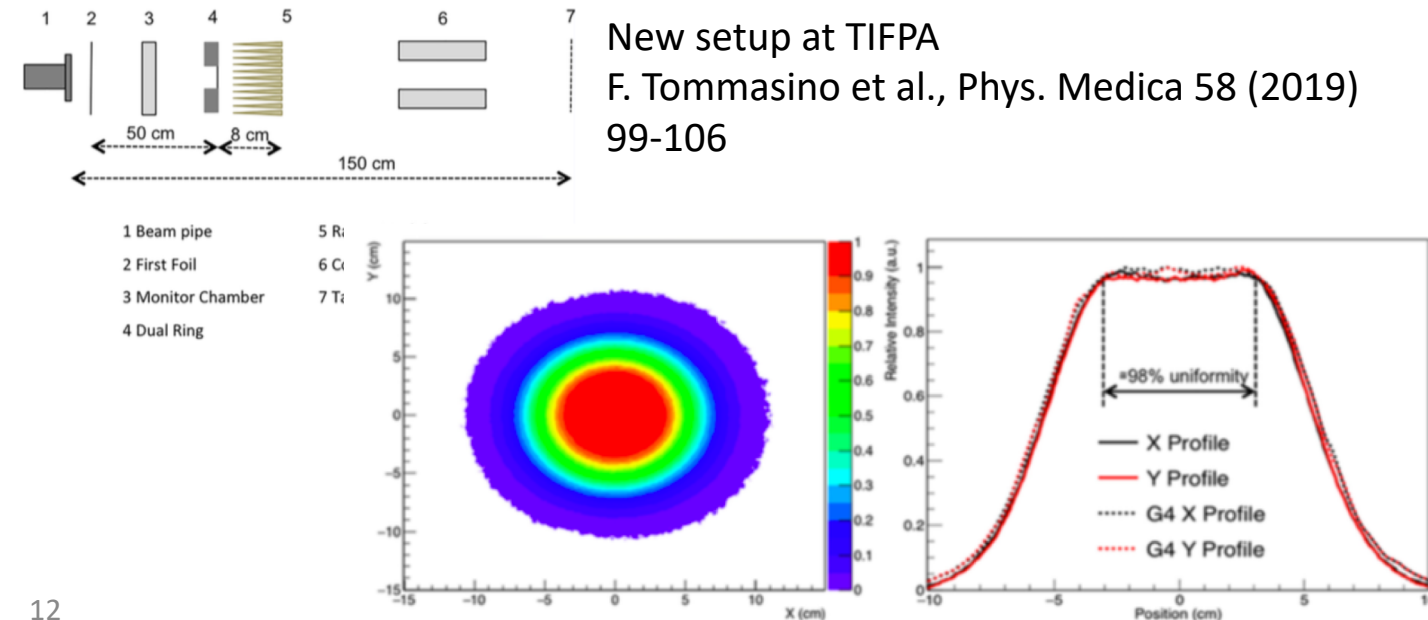 1 2 3 4 5 6 7
New setup at TIFPA
F. Tommasino et al., Phys. Medica 58 (2019)
99-106
50 cm 8 cm
150 cm
1 Beam pipe
2 First Foil
3 Monitor Chamber
4 Dual Ring
5
6
7
Y (cm)
10
5
0
−5
−10
−15
−15 −10 −5 0 5 10
X (cm)
1
0.9
0.8
0.7
0.6
0.5
0.4
0.3
0.2
0.1
0
Relative Intensity (a.u.)
1
0.8
0.6
0.4
0.2
0
≡98% uniformity
X Profile
Y Profile
G4 X Profile
G4 Y Profile
−10 −5 0 5
Position (cm)
12